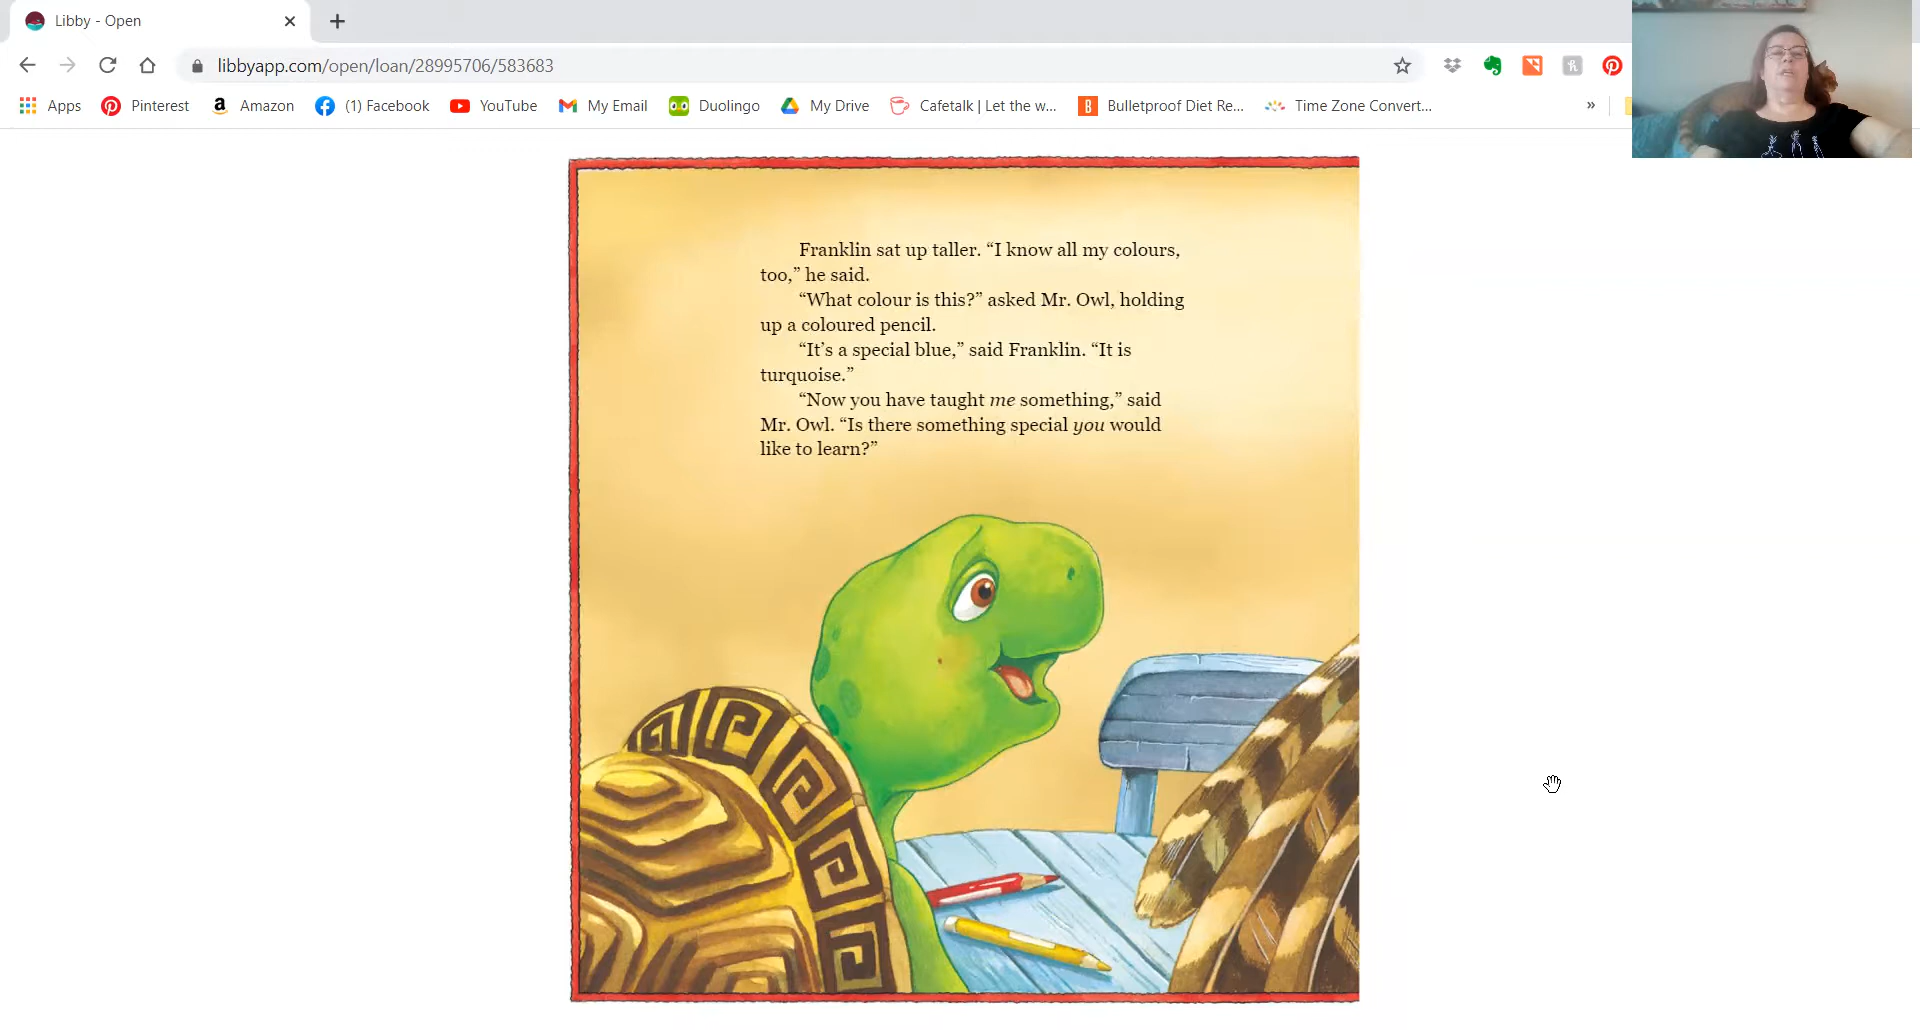 Libby - Open
libbyapp.com/open/loan/28995706/583683
Apps Pinterest Amazon (1) Facebook YouTube My Email Duolingo My Drive Cafetalk | Let the w... Bulletproof Diet Re... Time Zone Convert...
Franklin sat up taller. “I know all my colours,
too,” he said.
“What colour is this?” asked Mr. Owl, holding
up a coloured pencil.
“It’s a special blue,” said Franklin. “It is
turquoise.”
“Now you have taught me something,” said
Mr. Owl. “Is there something special you would
like to learn?”